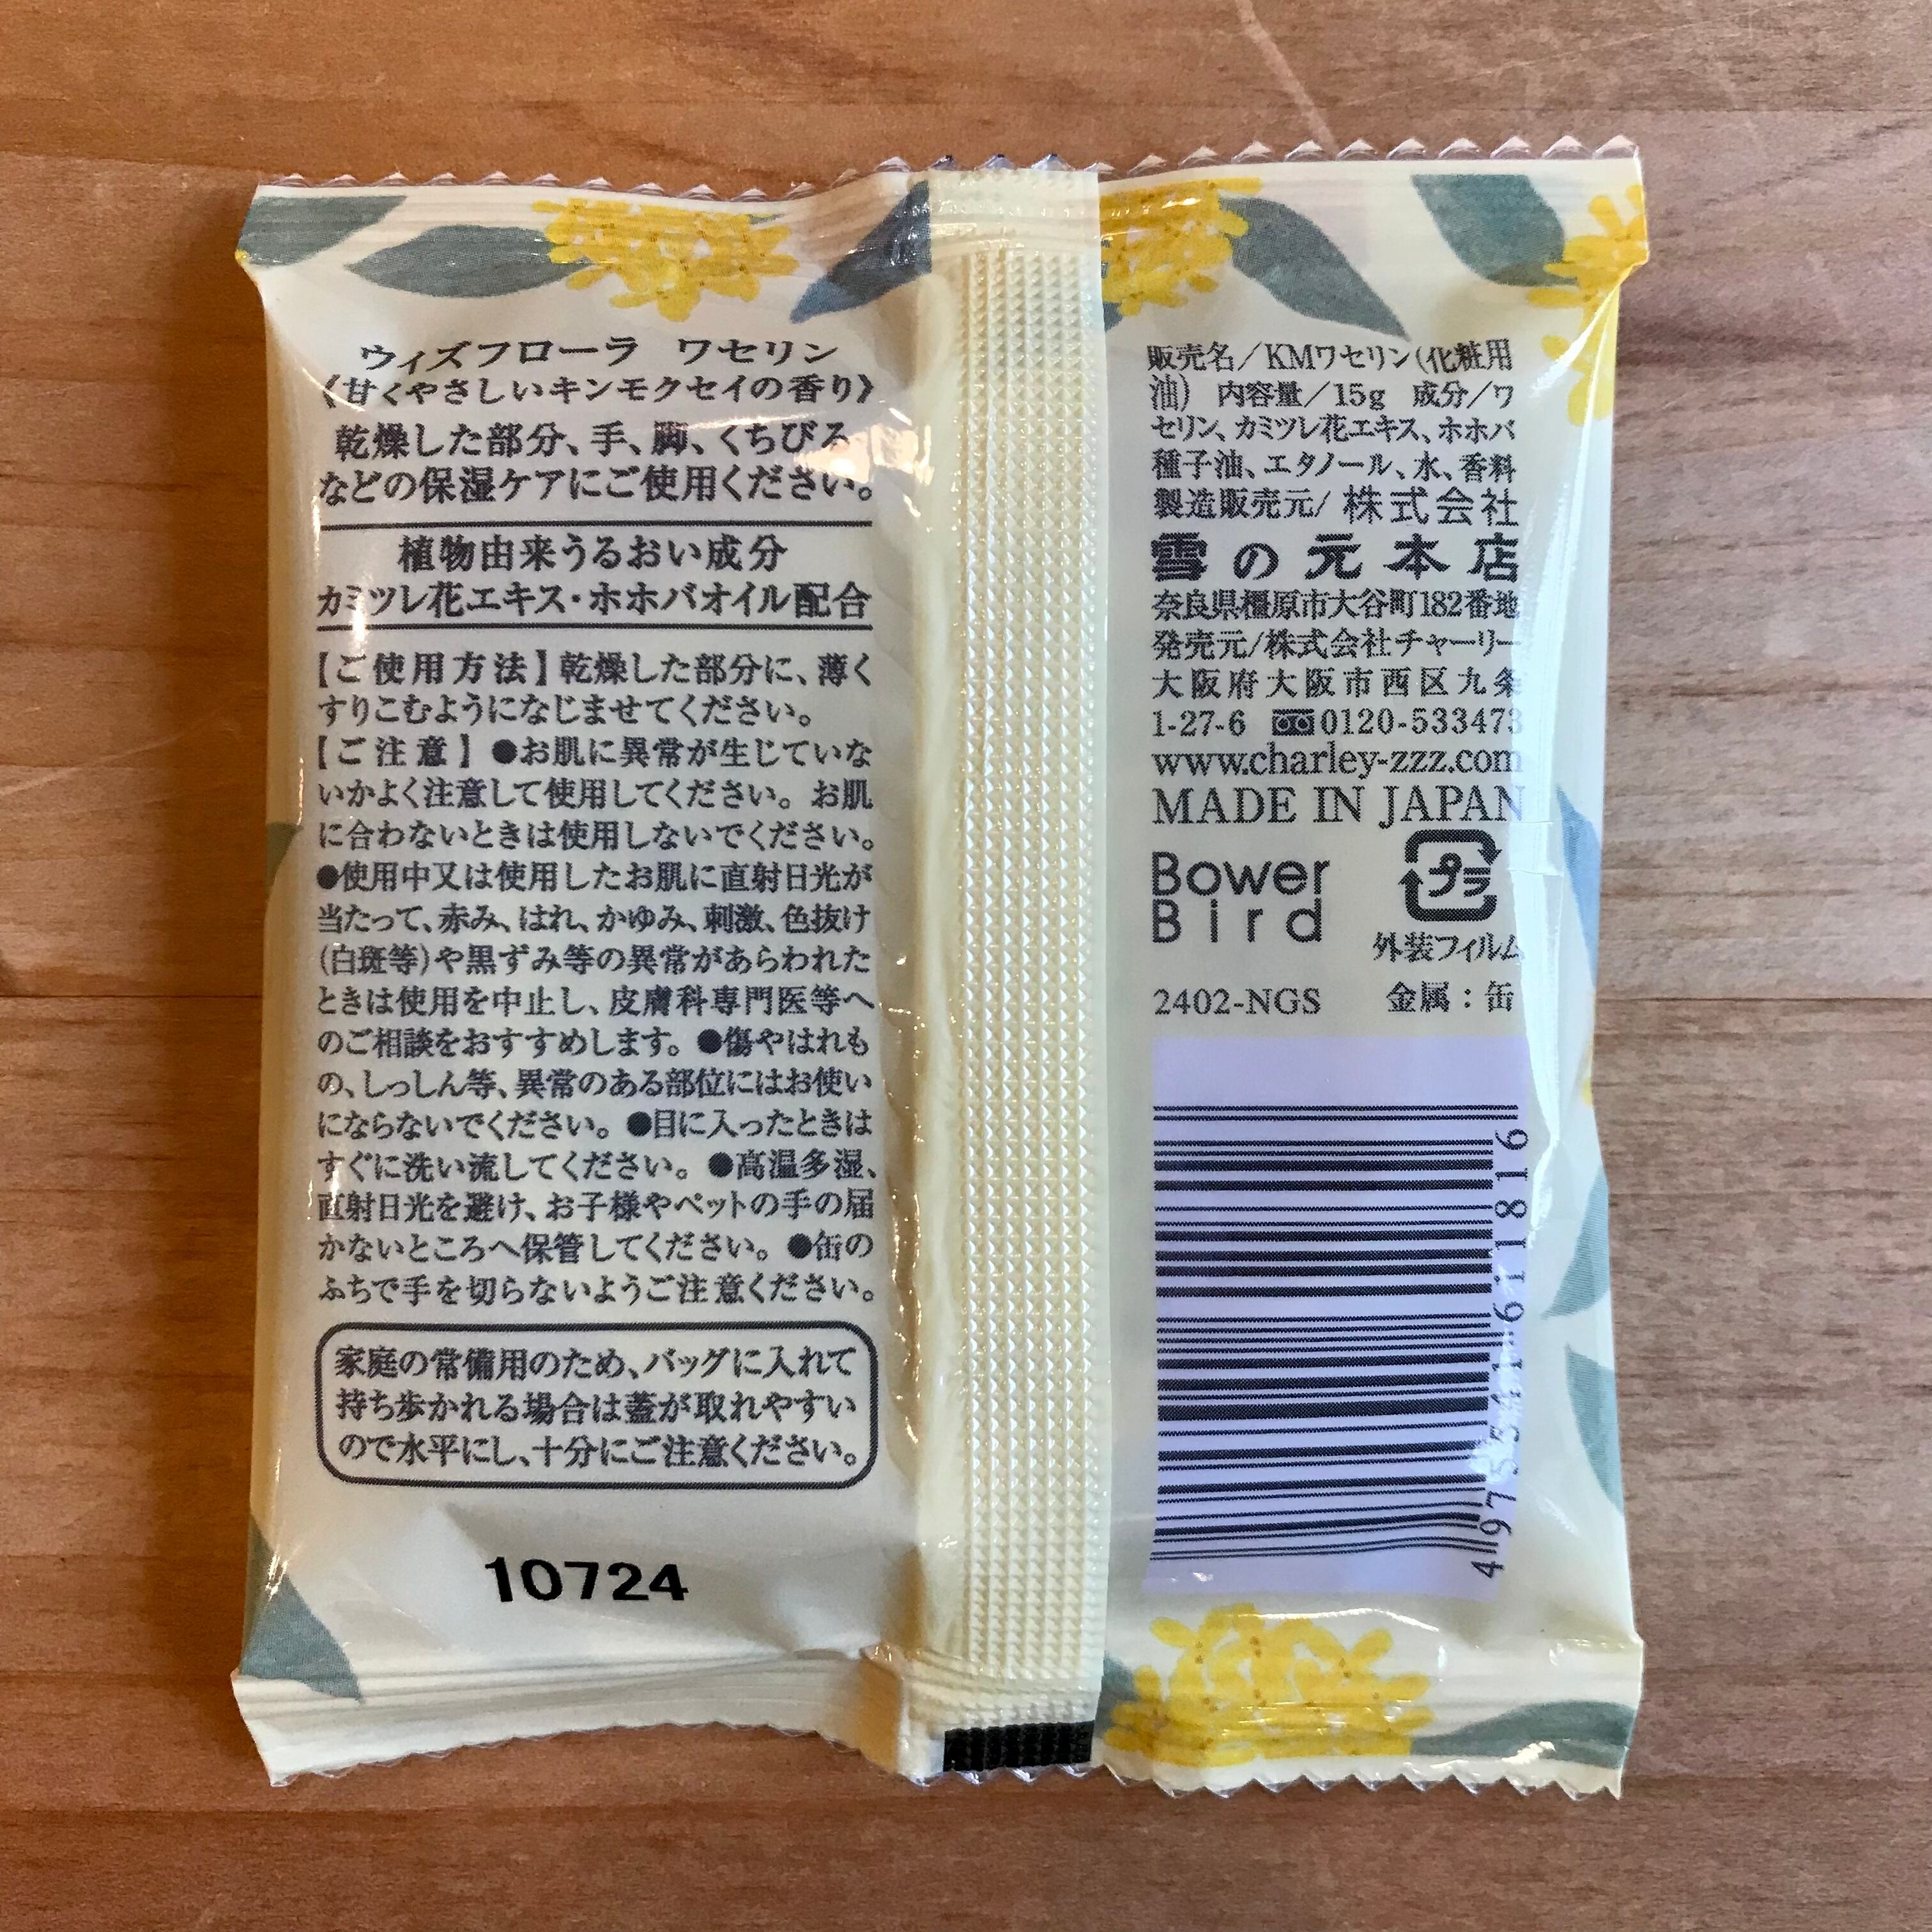 ウィズフローラ ワセリン
《甘くやさしいキンモクセイの香り》
乾燥した部分、手、脚、くちびる
などの保湿ケアにご使用ください。
植物由来うるおい成分
カミツレ花エキス・ホホバオイル配合
【ご使用方法】乾燥した部分に、薄く
すりこむようになじませてください。
【ご注意】●お肌に異常が生じていな
いかよく注意して使用してください。お肌
に合わないときは使用しないでください。
●使用中又は使用したお肌に直射日光が
当たって、赤み、はれ、かゆみ、刺激、色抜け
(白斑等)や黒ずみ等の異常があらわれた
ときは使用を中止し、皮膚科専門医等へ
のご相談をおすすめします。●傷やはれも
の、しっしん等、異常のある部位にはお使い
にならないでください。●目に入ったときは
すぐに洗い流してください。●高温多湿、
直射日光を避け、お子様やペットの手の届
かないところへ保管してください。●缶の
ふちで手を切らないようご注意ください。
家庭の常備用のため、バッグに入れて
持ち歩かれる場合は蓋が取れやすい
ので水平にし、十分にご注意ください。
10724
販売名/KMワセリン(化粧用
油) 内容量/15g 成分/ワ
セリン、カミツレ花エキス、ホホバ
種子油、エタノール、水、香料
製造販売元/株式会社
雪の元本店
奈良県橿原市大谷町182番地
発売元/株式会社チャーリー
大阪府大阪市西区九条
1-27-6 0120-533473
www.charley-zzz.com
MADE IN JAPAN
Bower
Bird
プラ
外装フィルム
2402-NGS 金属：缶
4 975541 611816